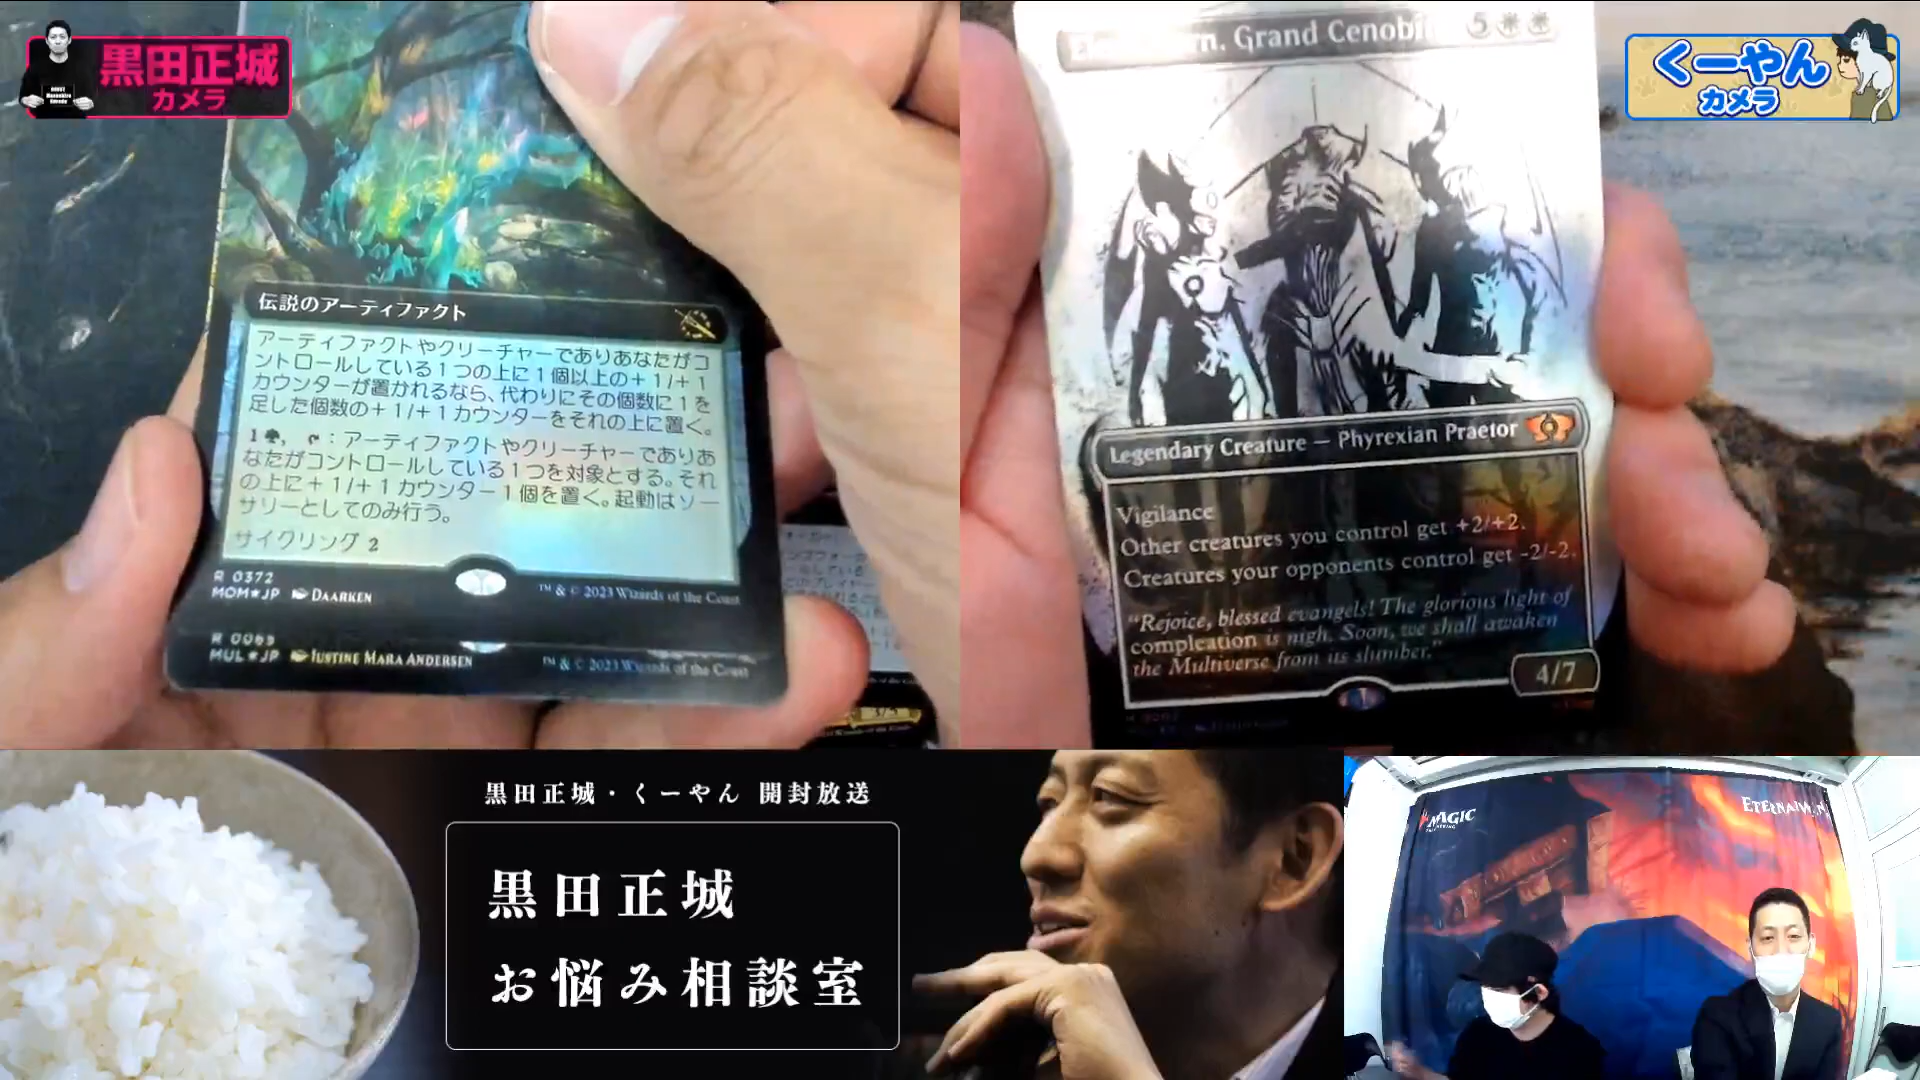 黒田正城
カメラ
伝説のアーティファクト
アーティファクトやクリーチャーでありあなたがコ
ントロールしている1つの上に1個以上の+1/+1
カウンターが置かれるなら、代わりにその個数に1を
足した個数の+1/+1カウンターをそれの上に置く。
1 : アーティファクトやクリーチャーでありあ
なたがコントロールしている1つを対象とする。それ
の上に+1/+1カウンター1個を置く。起動はソー
サリーとしてのみ行う。
サイクリング 2
R 0372
MOM★JP DAARKEN
™ & © 2023 Wizards of the Coast
MUL★JP JUSTINE MARA ANDERSEN
™ & © 2023 Wizards of the Coast
Grand Cenobi
5
くーやん
カメラ
Legendary Creature — Phyrexian Praetor
Vigilance
Other creatures you control get +2/+2.
Creatures your opponents control get -2/-2.
"Rejoice, blessed evangels! The glorious light of
compleation is nigh. Soon, we shall awaken
the Multiverse from its slumber."
4/7
黒田正城・くーやん 開封放送
黒田正城
お悩み相談室
MAGIC
ETERNAL